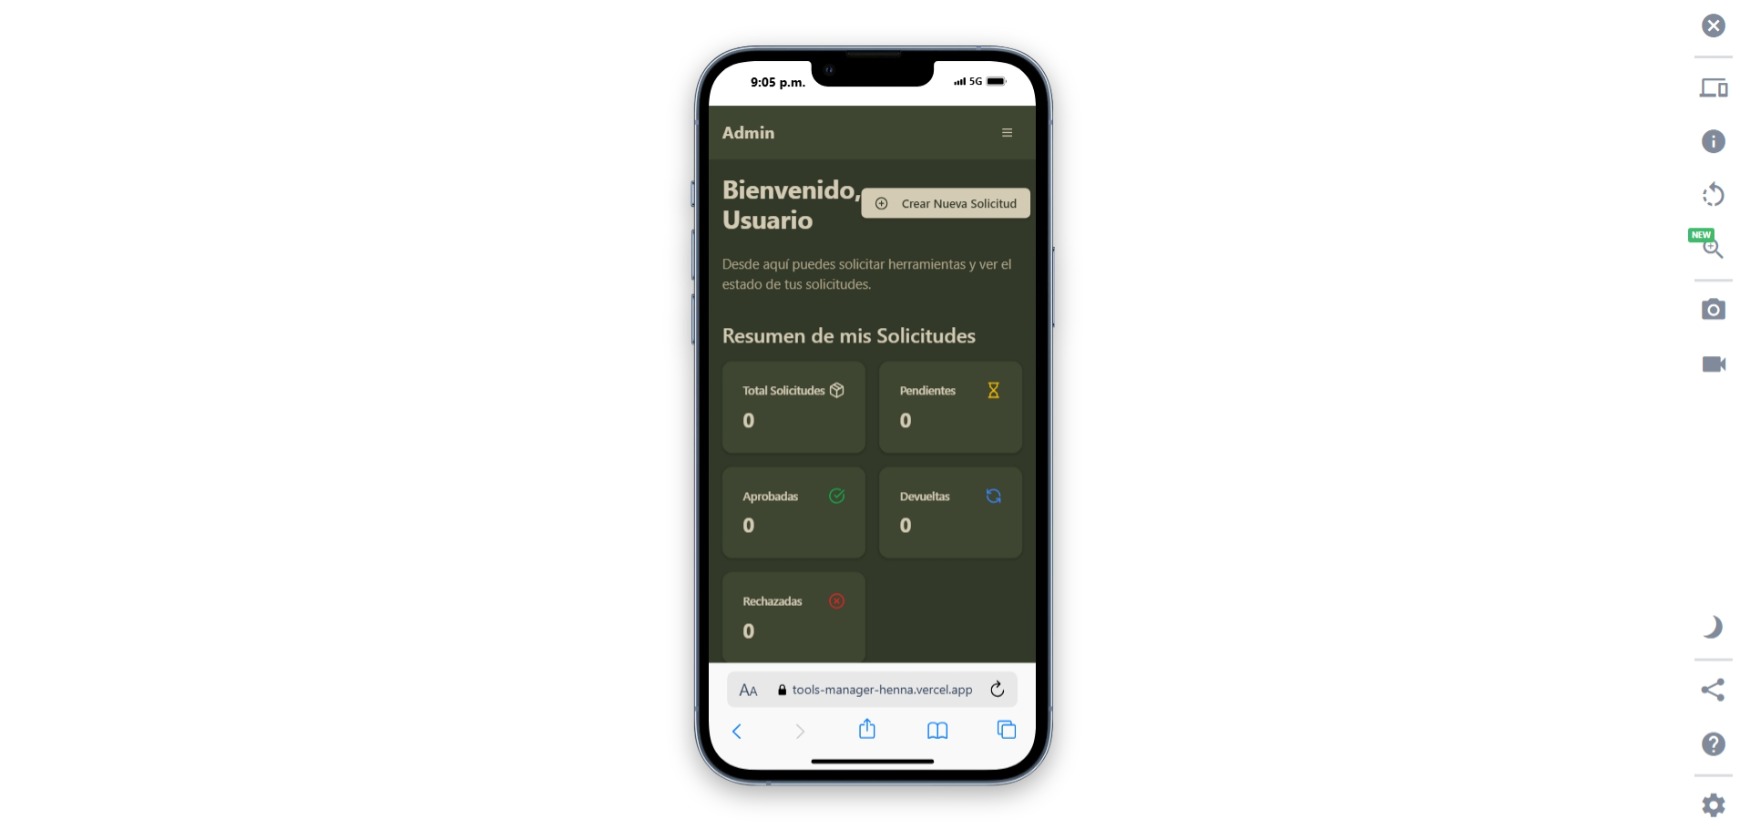 9:05 p.m.
5G
Admin
Bienvenido,
Usuario
Crear Nueva Solicitud
Desde aquí puedes solicitar herramientas y ver el
estado de tus solicitudes.
Resumen de mis Solicitudes
Total Solicitudes
0
Pendientes
0
Aprobadas
0
Devueltas
0
Rechazadas
0
AA
tools-manager-henna.vercel.app
NEW